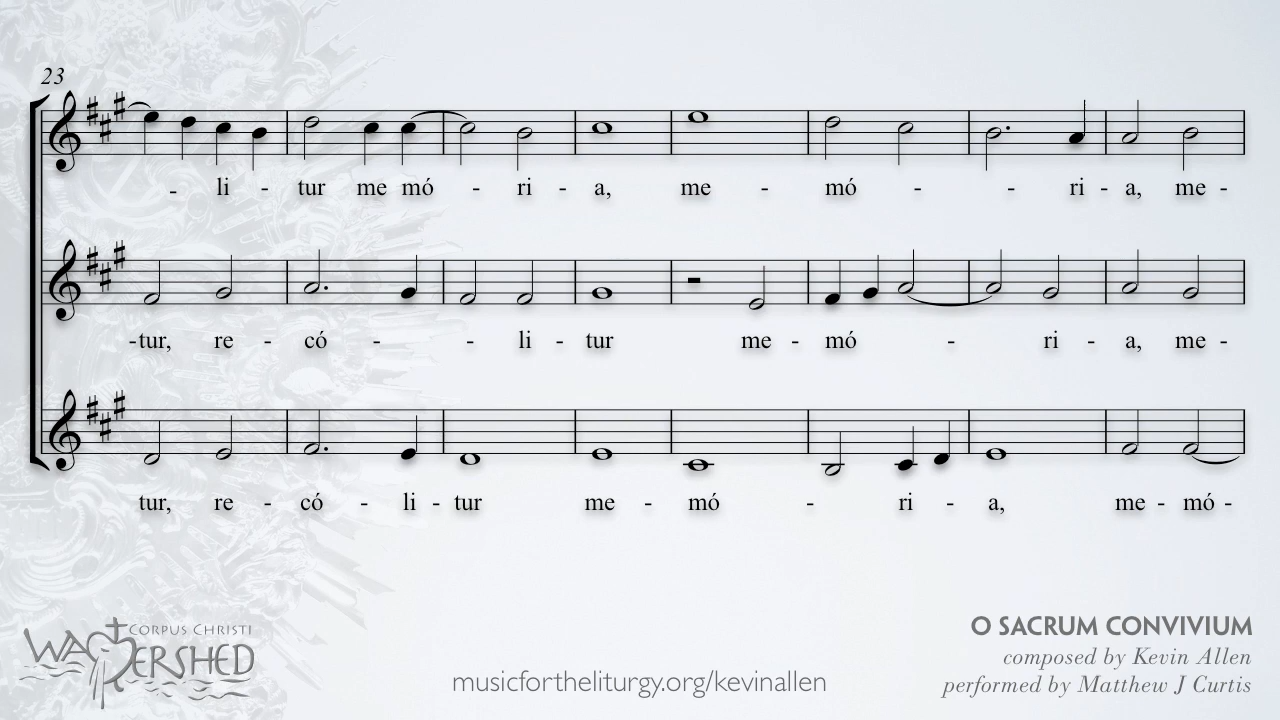 23
- li - tur me mó - ri - a, me - mó - - ri - a, me -
-tur, re - có - - li - tur me - mó - ri - a, me -
tur, re - có - li - tur me - mó - ri - a, me - mó -
CORPUS CHRISTI
WATERSHED
musicfortheliturgy.org/kevinallen
O SACRUM CONVIVIUM
composed by Kevin Allen
performed by Matthew J Curtis